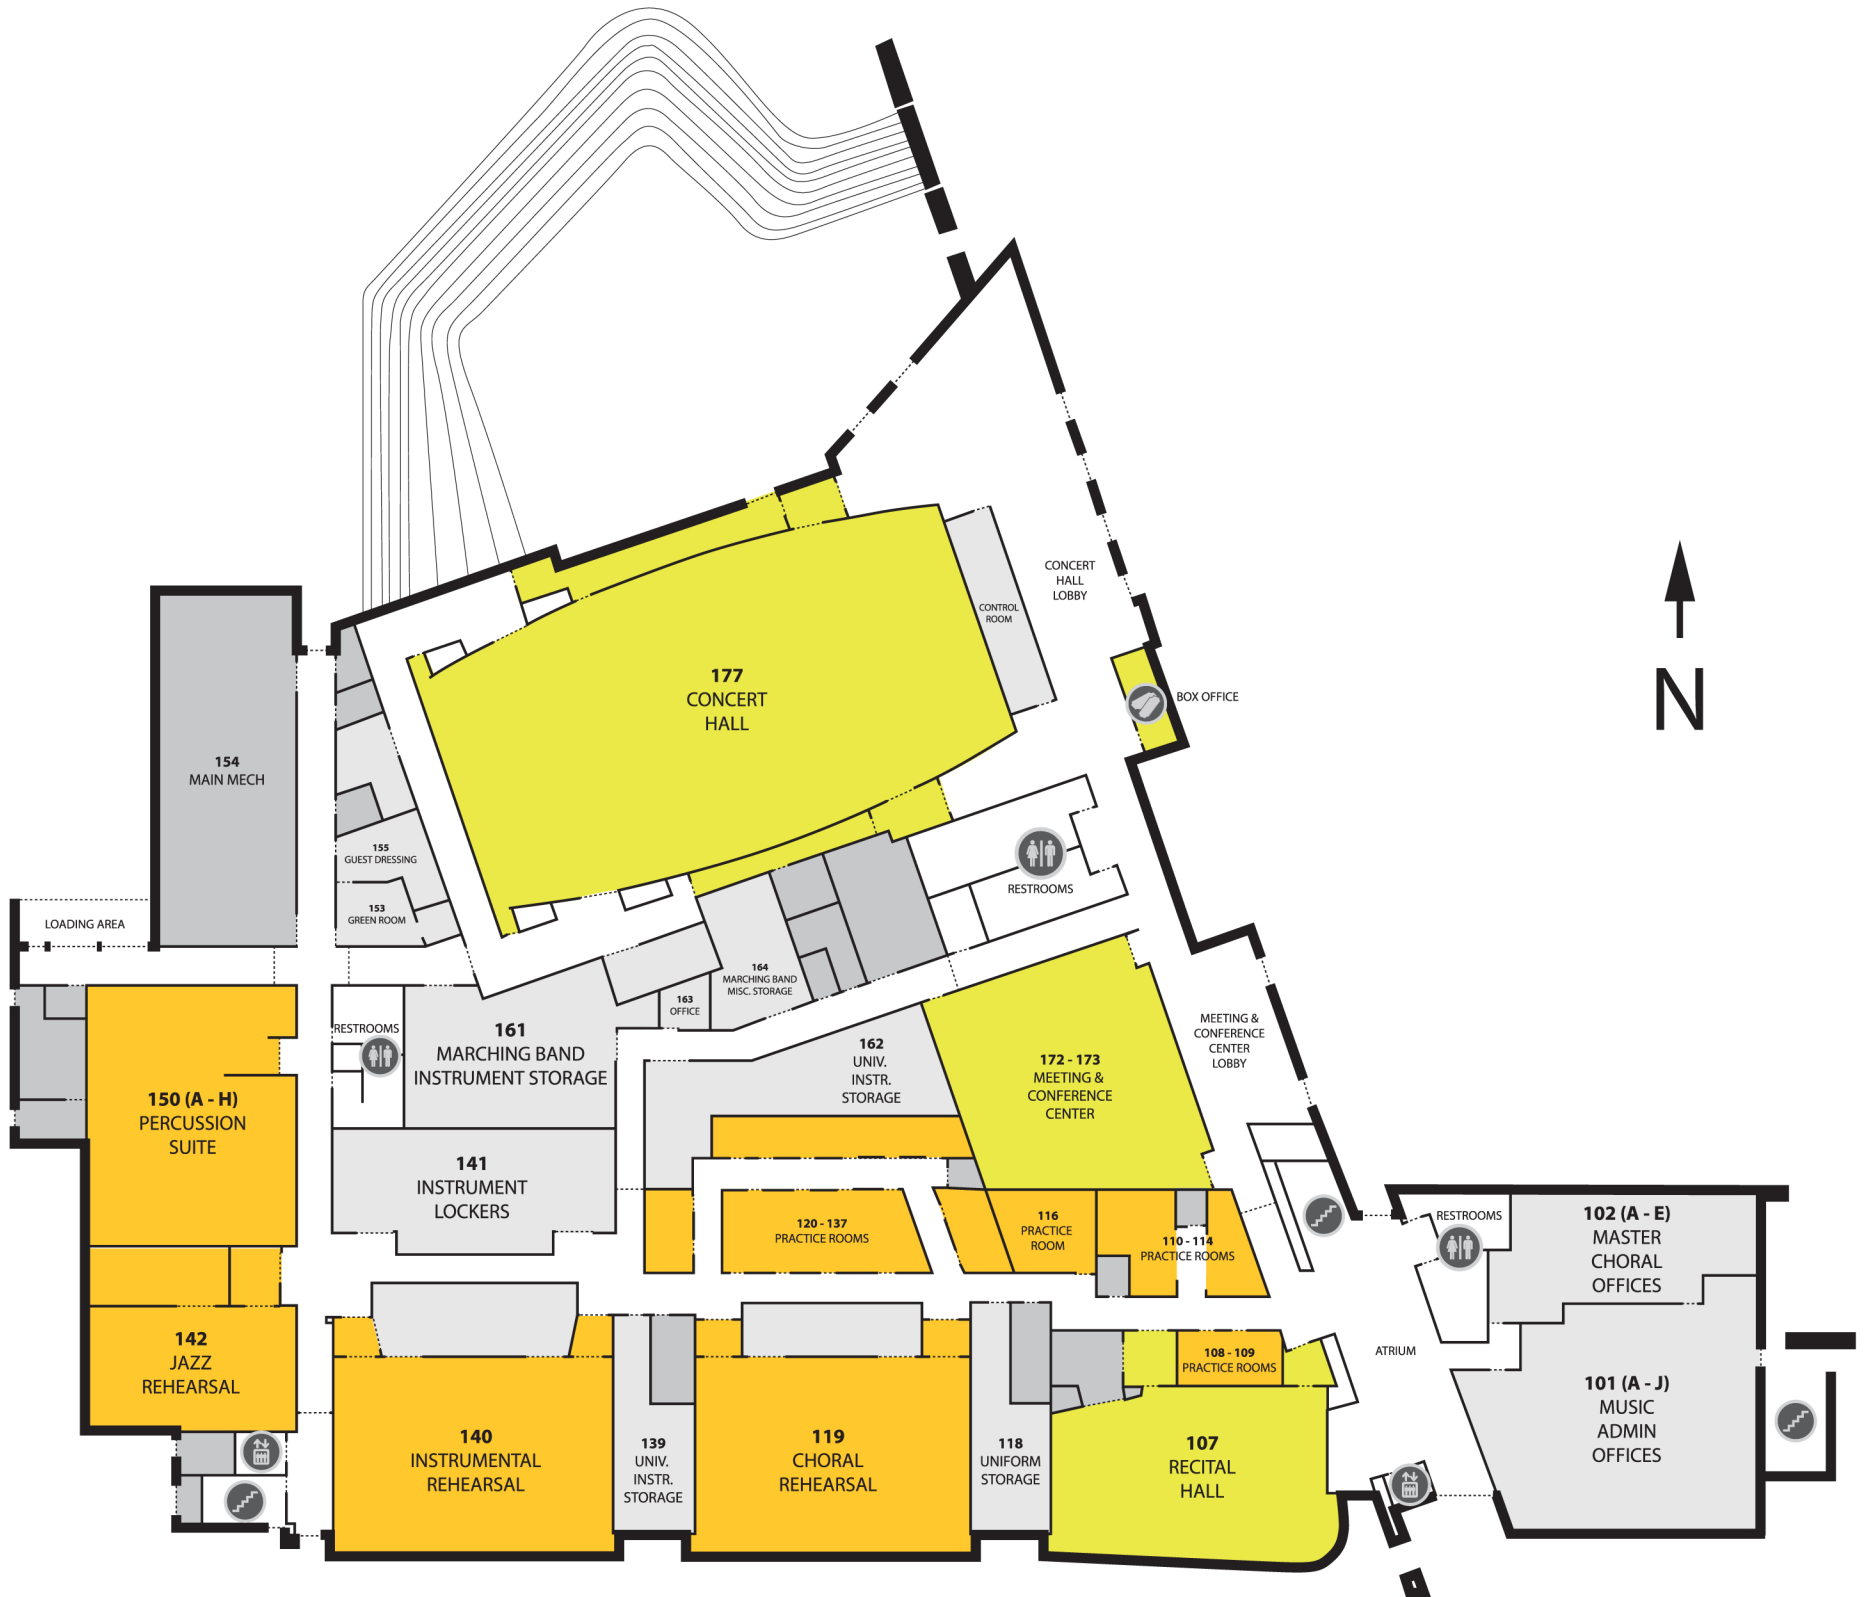 CONCERT
HALL
LOBBY
CONTROL
ROOM
177
CONCERT
HALL
BOX OFFICE
N
154
MAIN MECH
155
GUEST DRESSING
153
GREEN ROOM
RESTROOMS
LOADING AREA
164
MARCHING BAND
MISC. STORAGE
163
OFFICE
RESTROOMS
161
MARCHING BAND
INSTRUMENT STORAGE
162
UNIV.
INSTR.
STORAGE
172 - 173
MEETING &
CONFERENCE
CENTER
MEETING &
CONFERENCE
CENTER
LOBBY
150 (A - H)
PERCUSSION
SUITE
141
INSTRUMENT
LOCKERS
120 - 137
PRACTICE ROOMS
116
PRACTICE
ROOM
110 - 114
PRACTICE ROOMS
RESTROOMS
102 (A - E)
MASTER
CHORAL
OFFICES
142
JAZZ
REHEARSAL
108 - 109
PRACTICE ROOMS
ATRIUM
101 (A - J)
MUSIC
ADMIN
OFFICES
140
INSTRUMENTAL
REHEARSAL
139
UNIV.
INSTR.
STORAGE
119
CHORAL
REHEARSAL
118
UNIFORM
STORAGE
107
RECITAL
HALL